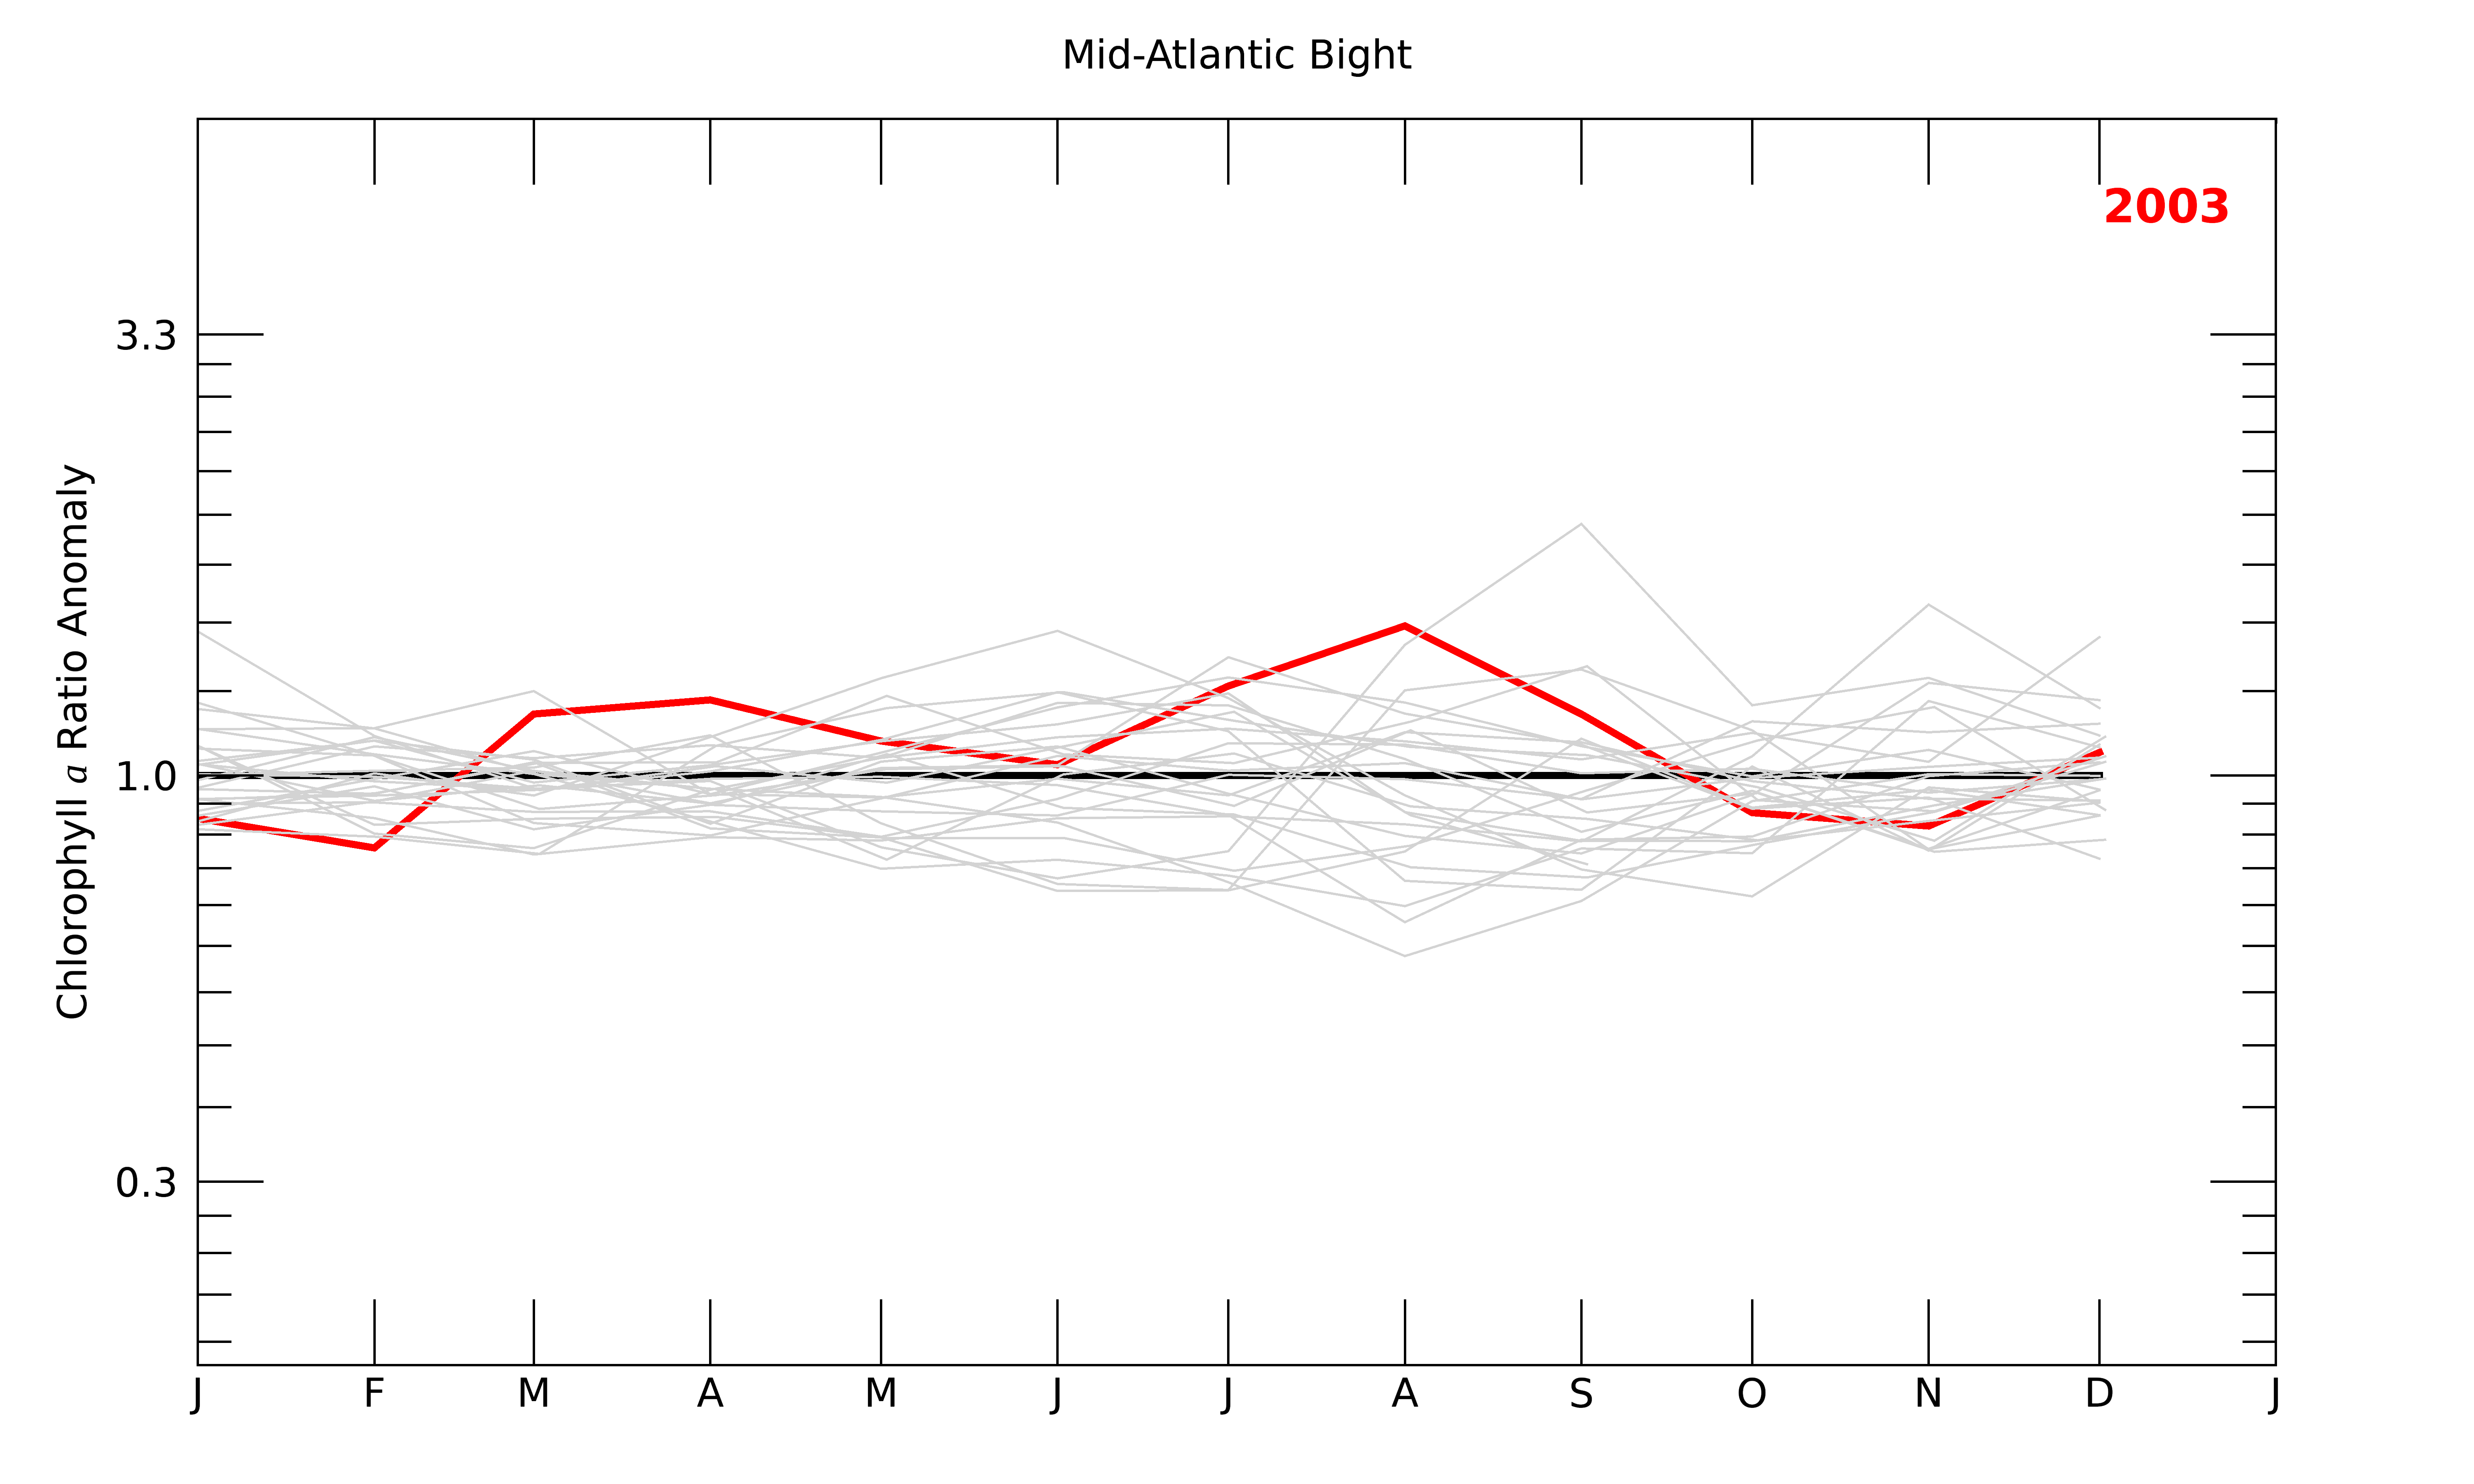 Mid-Atlantic Bight
2003
Chlorophyll a Ratio Anomaly
3.3
1.0
0.3
J F M A M J J A S O N D J